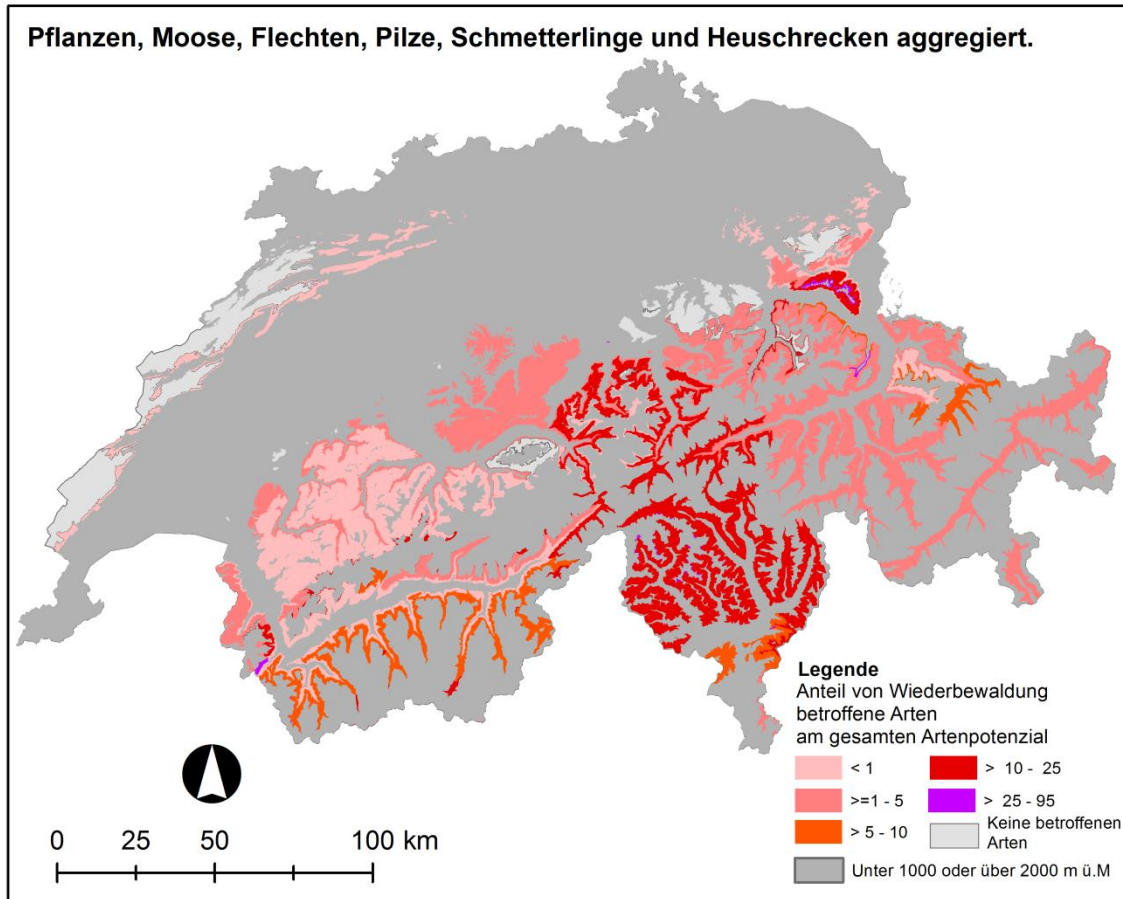 Pflanzen, Moose, Flechten, Pilze, Schmetterlinge und Heuschrecken aggregiert.
Legende
Anteil von Wiederbewaldung
betroffene Arten
am gesamten Artenpotenzial
< 1
> 10 - 25
>=1 - 5
> 25 - 95
> 5 - 10
Keine betroffenen
Arten
Unter 1000 oder über 2000 m ü.M
0 25 50 100 km